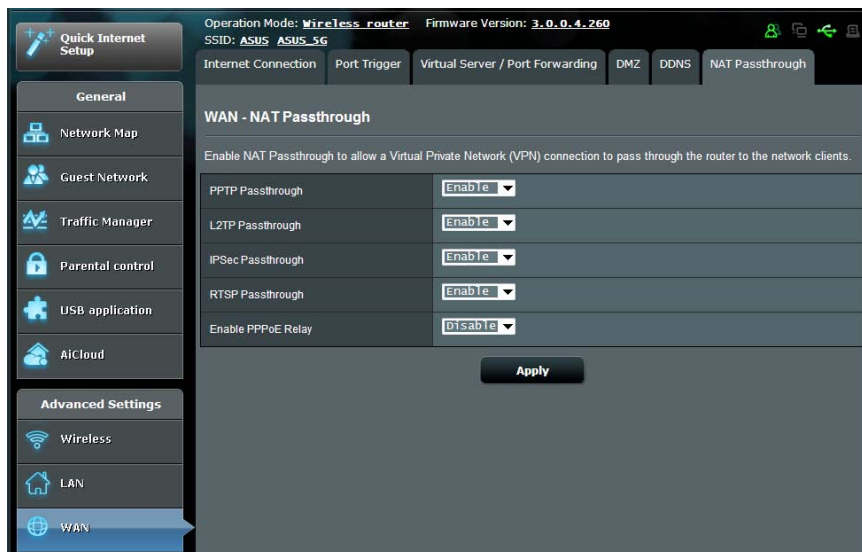 Quick Internet
Setup
Operation Mode: Wireless router Firmware Version: 3.0.0.4.260
SSID: ASUS ASUS_5G
Internet Connection Port Trigger Virtual Server / Port Forwarding DMZ DDNS NAT Passthrough
General
Network Map
Guest Network
Traffic Manager
Parental control
USB application
AiCloud
Advanced Settings
Wireless
LAN
WAN
WAN - NAT Passthrough
Enable NAT Passthrough to allow a Virtual Private Network (VPN) connection to pass through the router to the network clients.
PPTP Passthrough Enable
L2TP Passthrough Enable
IPSec Passthrough Enable
RTSP Passthrough Enable
Enable PPPoE Relay Disable
Apply